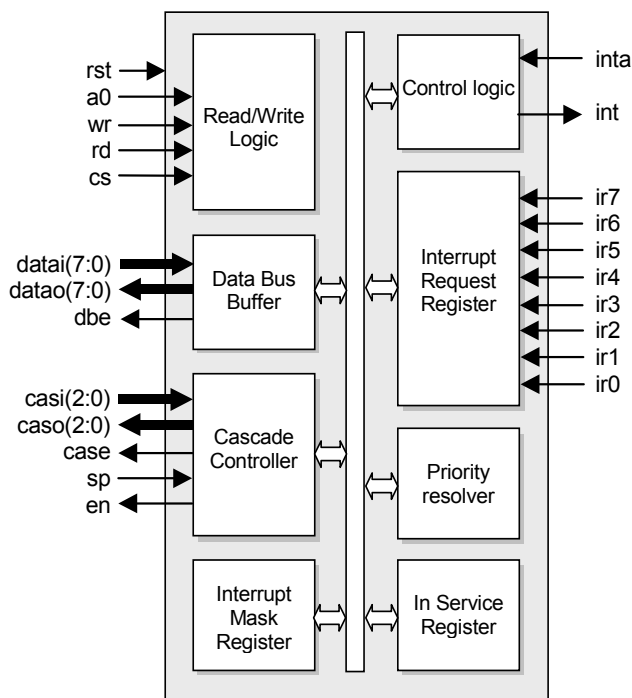 rst
a0
wr
rd
cs
Read/Write
Logic
Control logic
inta
int
datai(7:0)
datao(7:0)
dbe
Data Bus
Buffer
Interrupt
Request
Register
ir7
ir6
ir5
ir4
ir3
ir2
ir1
ir0
casi(2:0)
caso(2:0)
case
sp
en
Cascade
Controller
Priority
resolver
Interrupt
Mask
Register
In Service
Register